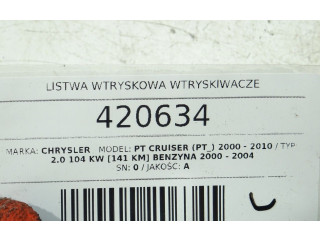 LISTWA WTRYSKOWA WTRYSKIWACZE
420634
MARKA: CHRYSLER MODEL: PT CRUISER (PT_) 2000 - 2010 / TYP:
2.0 104 KW [141 KM] BENZYNA 2000 - 2004
SN: 0 / JAKOŚĆ: A